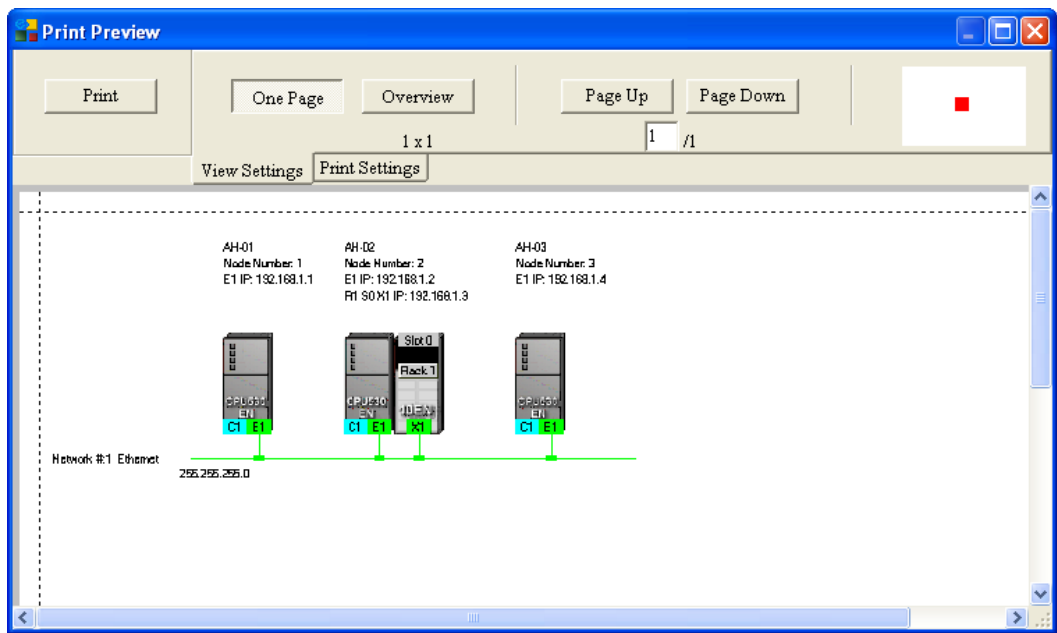 Print Preview
Print
One Page
Overview
Page Up
Page Down
1 x 1
1 /1
View Settings
Print Settings
AH-01
Node Number: 1
E1 IP: 192.168.1.1
AH-02
Node Number: 2
E1 IP: 192.168.1.2
R1 S0 X1 IP: 192.168.1.3
AH-03
Node Number: 3
E1 IP: 192.168.1.4
Slot 0
Rack 1
CPU530
EN
CPU530
EN
CPU530
EN
C1 E1
C1 E1
X1
C1 E1
Network #:1 Ethernet
255.255.255.0